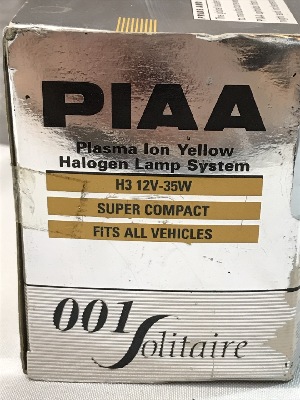 PIAA
Plasma Ion Yellow
Halogen Lamp System
H3 12V-35W
SUPER COMPACT
FITS ALL VEHICLES
001 Solitaire